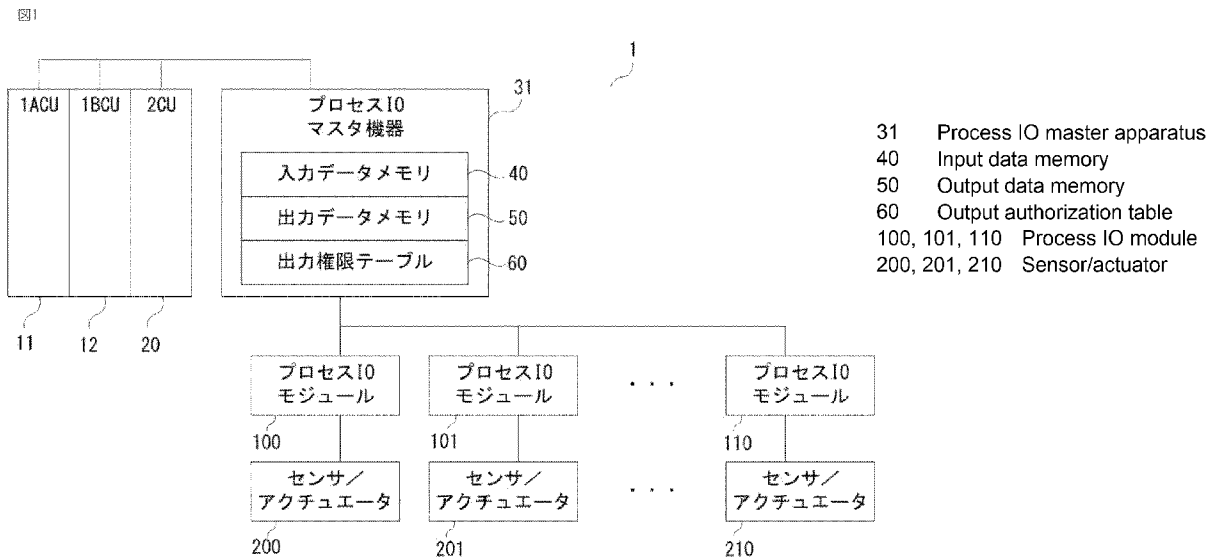 図1
1
1ACU 1BCU 2CU
31
プロセスIO
マスタ機器
入力データメモリ 40
出力データメモリ 50
出力権限テーブル 60
11 12 20
31 Process IO master apparatus
40 Input data memory
50 Output data memory
60 Output authorization table
100, 101, 110 Process IO module
200, 201, 210 Sensor/actuator
プロセスIO
モジュール
100
プロセスIO
モジュール
101
. . .
プロセスIO
モジュール
110
センサ/
アクチュエータ
200
センサ/
アクチュエータ
201
. . .
センサ/
アクチュエータ
210